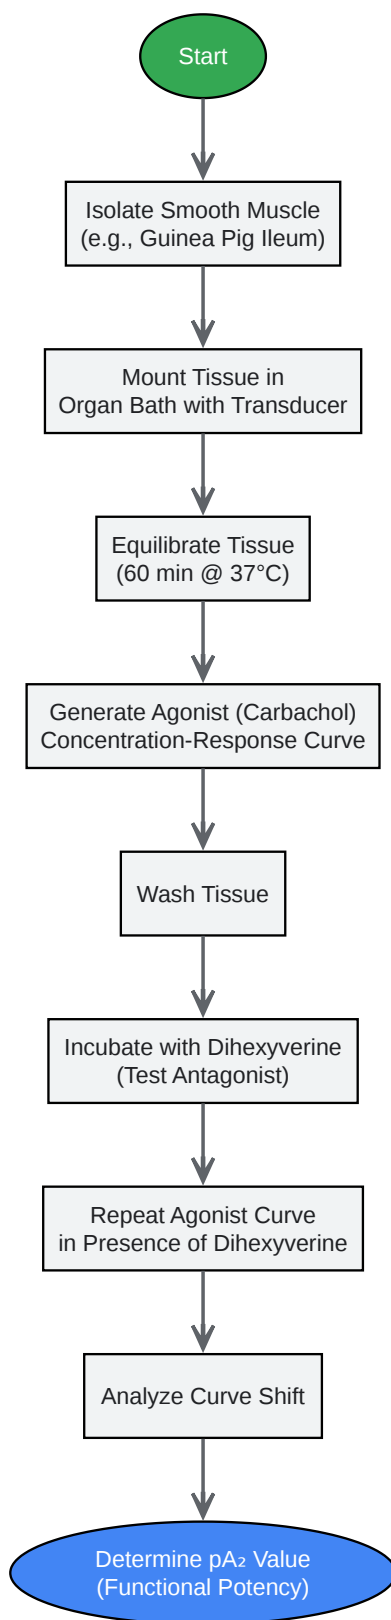 Start
Isolate Smooth Muscle
(e.g., Guinea Pig Ileum)
Mount Tissue in
Organ Bath with Transducer
Equilibrate Tissue
(60 min @ 37°C)
Generate Agonist (Carbachol)
Concentration-Response Curve
Wash Tissue
Incubate with Dihexyverine
(Test Antagonist)
Repeat Agonist Curve
in Presence of Dihexyverine
Analyze Curve Shift
Determine pA₂ Value
(Functional Potency)